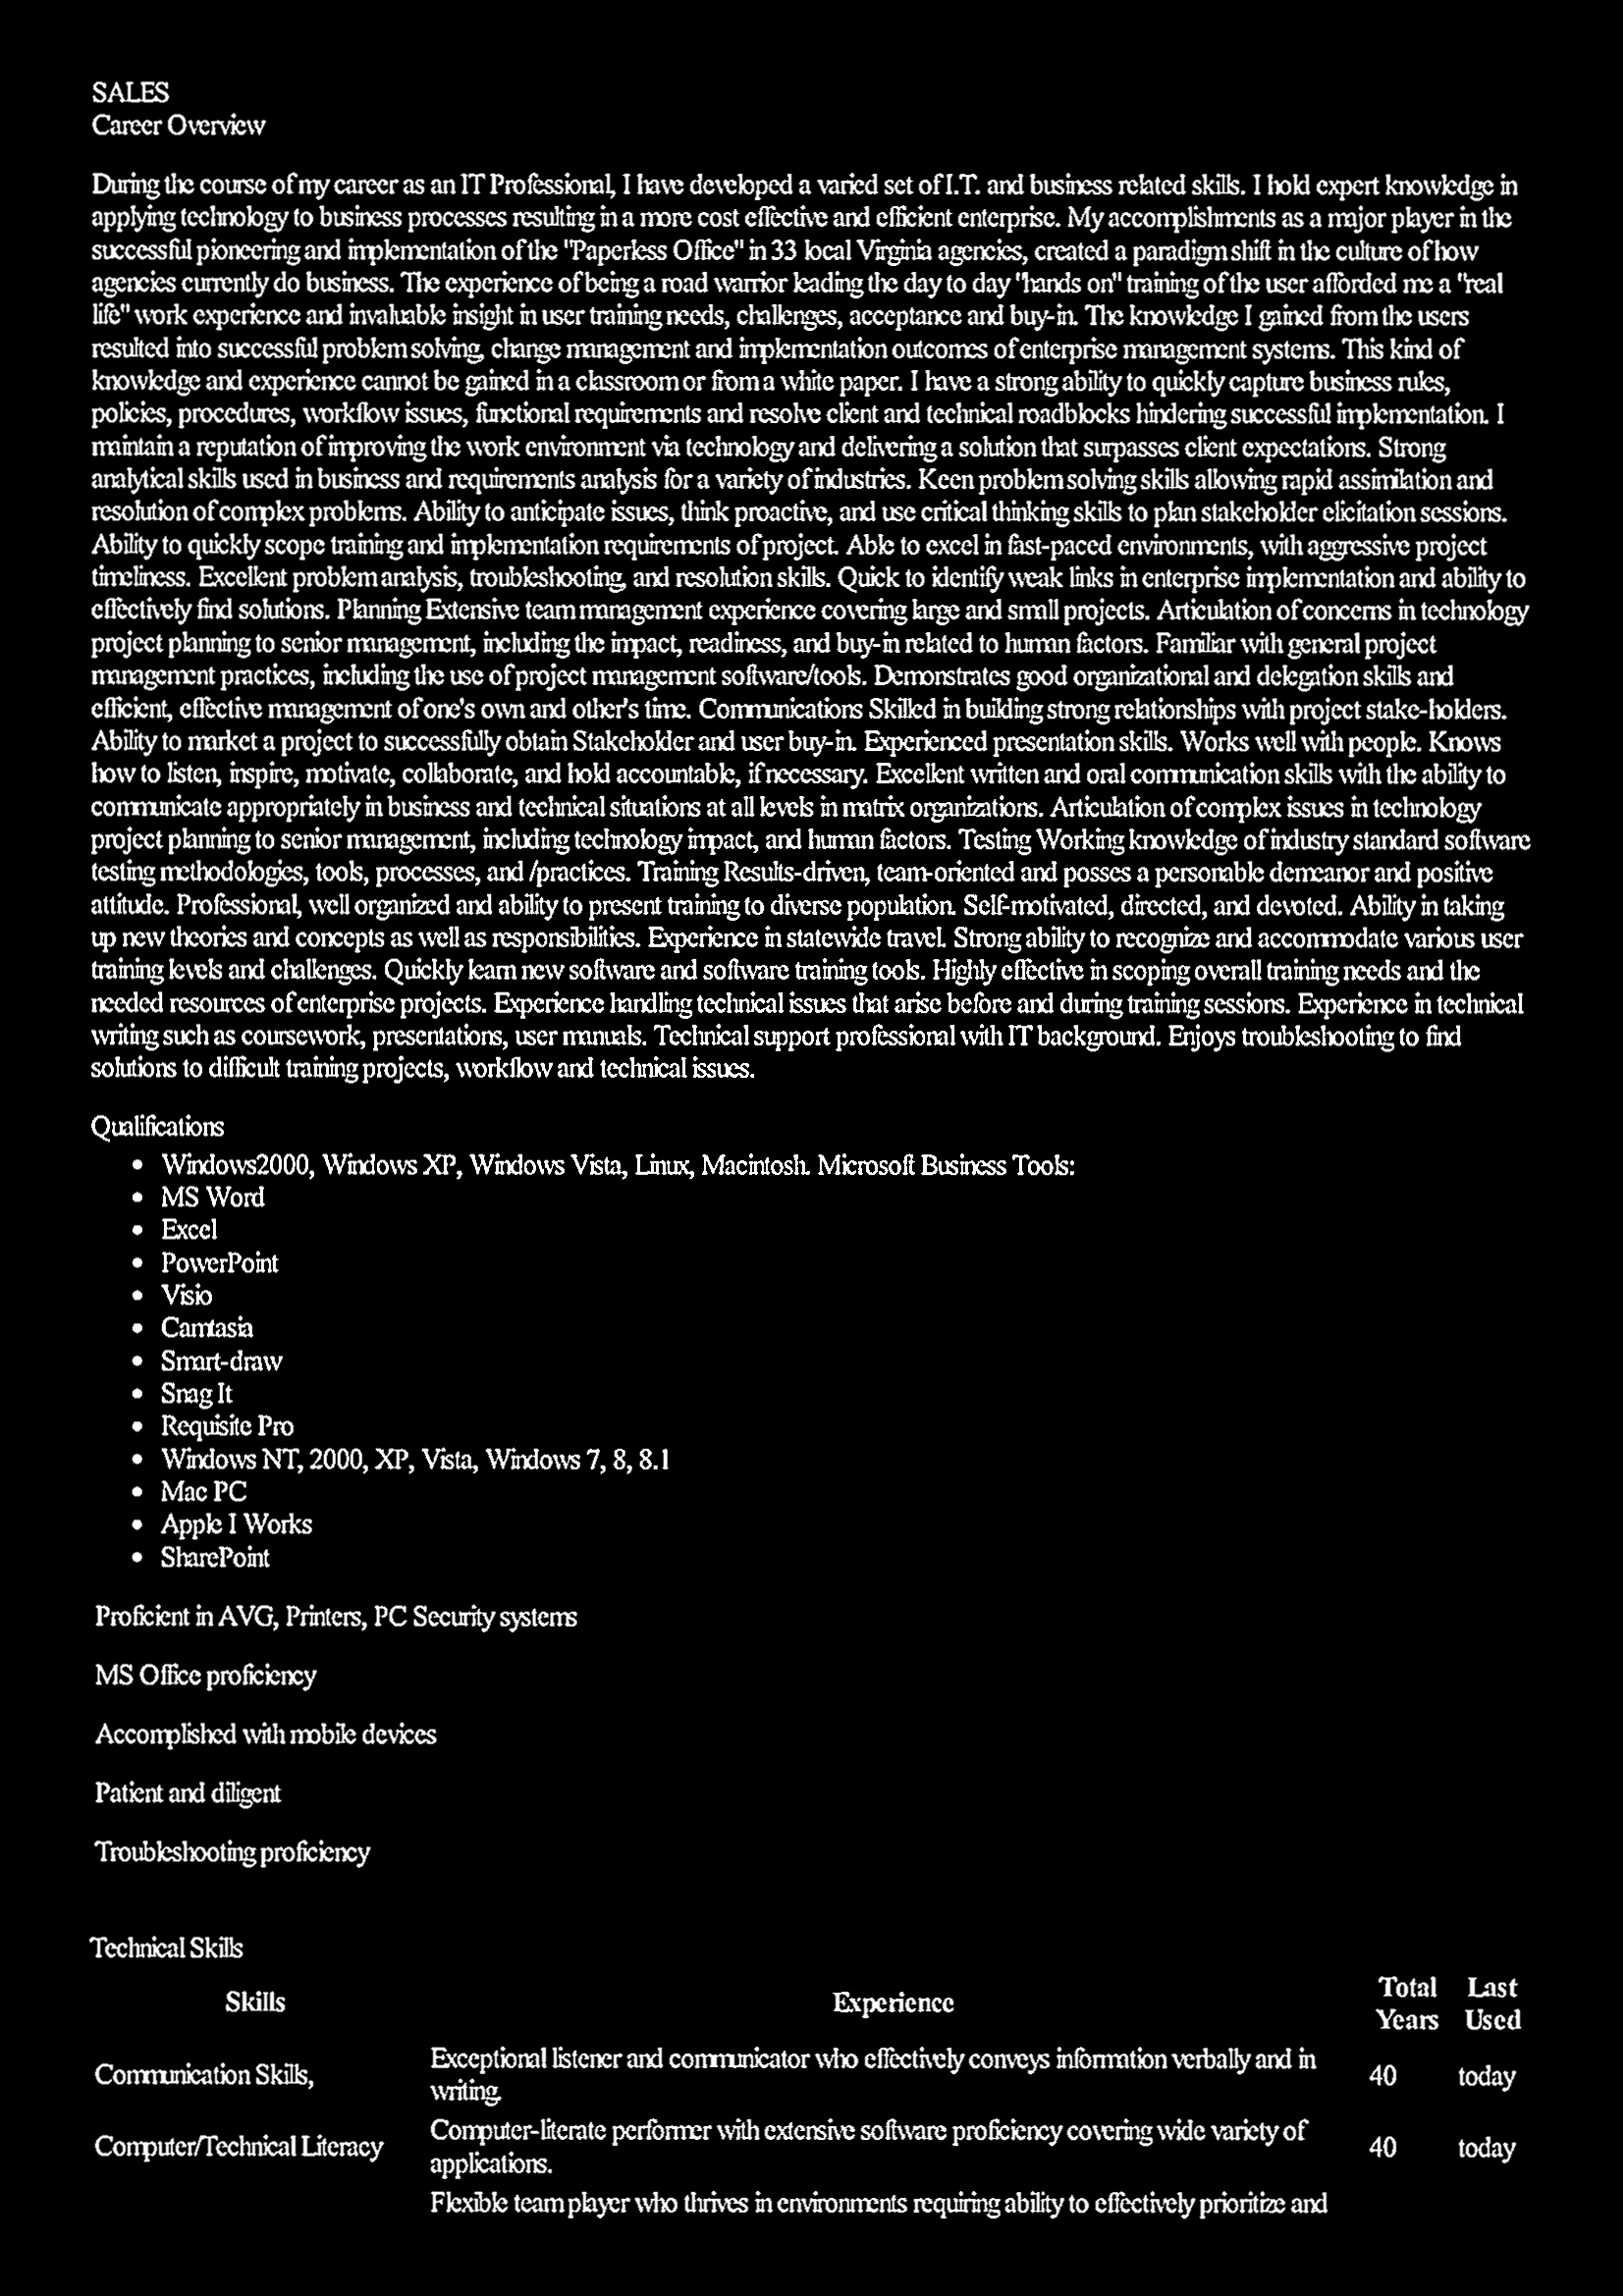 SALES
Career Overview
During the course of my career as an IT Professional, I have developed a varied set of I.T. and business related skills. I hold expert knowledge in
applying technology to business processes resulting in a more cost effective and efficient enterprise. My accomplishments as a major player in the
successful pioneering and implementation of the "Paperless Office" in 33 local Virginia agencies, created a paradigm shift in the culture of how
agencies currently do business. The experience of being a road warrior leading the day to day "hands on" training of the user afforded me a "real
life" work experience and invaluable insight in user training needs, challenges, acceptance and buy-in. The knowledge I gained from the users
resulted into successful problem solving, change management and implementation outcomes of enterprise management systems. This kind of
knowledge and experience cannot be gained in a classroom or from a white paper. I have a strong ability to quickly capture business rules,
policies, procedures, workflow issues, functional requirements and resolve client and technical roadblocks hindering successful implementation. I
maintain a reputation of improving the work environment via technology and delivering a solution that surpasses client expectations. Strong
analytical skills used in business and requirements analysis for a variety of industries. Keen problem solving skills allowing rapid assimilation and
resolution of complex problems. Ability to anticipate issues, think proactive, and use critical thinking skills to plan stakeholder elicitation sessions.
Ability to quickly scope training and implementation requirements of project. Able to excel in fast-paced environments, with aggressive project
timeliness. Excellent problem analysis, troubleshooting, and resolution skills. Quick to identify weak links in enterprise implementation and ability to
effectively find solutions. Planning Extensive team management experience covering large and small projects. Articulation of concerns in technology
project planning to senior management, including the impact, readiness, and buy-in related to human factors. Familiar with general project
management practices, including the use of project management software/tools. Demonstrates good organizational and delegation skills and
efficient, effective management of one's own and other's time. Communications Skilled in building strong relationships with project stake-holders.
Ability to market a project to successfully obtain Stakeholder and user buy-in. Experienced presentation skills. Works well with people. Knows
how to listen, inspire, motivate, collaborate, and hold accountable, if necessary. Excellent written and oral communication skills with the ability to
communicate appropriately in business and technical situations at all levels in matrix organizations. Articulation of complex issues in technology
project planning to senior management, including technology impact, and human factors. Testing Working knowledge of industry standard software
testing methodologies, tools, processes, and /practices. Training Results-driven, team-oriented and posses a personable demeanor and positive
attitude. Professional, well organized and ability to present training to diverse population. Self-motivated, directed, and devoted. Ability in taking
up new theories and concepts as well as responsibilities. Experience in statewide travel. Strong ability to recognize and accommodate various user
training levels and challenges. Quickly learn new software and software training tools. Highly effective in scoping overall training needs and the
needed resources of enterprise projects. Experience handling technical issues that arise before and during training sessions. Experience in technical
writing such as coursework, presentations, user manuals. Technical support professional with IT background. Enjoys troubleshooting to find
solutions to difficult training projects, workflow and technical issues.
Qualifications
• Windows2000, Windows XP, Windows Vista, Linux, Macintosh. Microsoft Business Tools:
• MS Word
• Excel
• PowerPoint
• Visio
• Camtasia
• Smart-draw
• Snag It
• Requisite Pro
• Windows NT, 2000, XP, Vista, Windows 7, 8, 8.1
• Mac PC
• Apple I Works
• SharePoint
Proficient in AVG, Printers, PC Security systems
MS Office proficiency
Accomplished with mobile devices
Patient and diligent
Troubleshooting proficiency
Technical Skills
Skills Experience Total Years Last Used
Communication Skills, Exceptional listener and communicator who effectively conveys information verbally and in
writing. 40 today
Computer/Technical Literacy Computer-literate performer with extensive software proficiency covering wide variety of
applications. 40 today
Flexible team player who thrives in environments requiring ability to effectively prioritize and